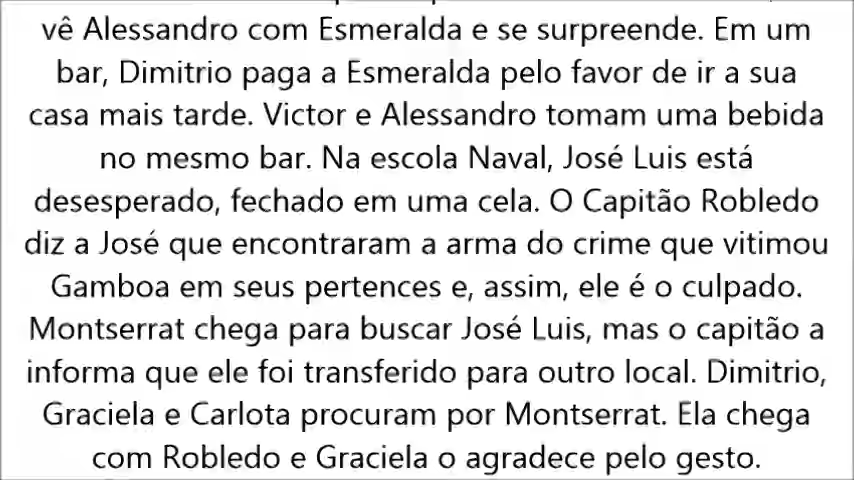 vê Alessandro com Esmeralda e se surpreende. Em um
bar, Dimitrio paga a Esmeralda pelo favor de ir a sua
casa mais tarde. Victor e Alessandro tomam uma bebida
no mesmo bar. Na escola Naval, José Luis está
desesperado, fechado em uma cela. O Capitão Robledo
diz a José que encontraram a arma do crime que vitimou
Gamboa em seus pertences e, assim, ele é o culpado.
Montserrat chega para buscar José Luis, mas o capitão a
informa que ele foi transferido para outro local. Dimitrio,
Graciela e Carlota procuram por Montserrat. Ela chega
com Robledo e Graciela o agradece pelo gesto.